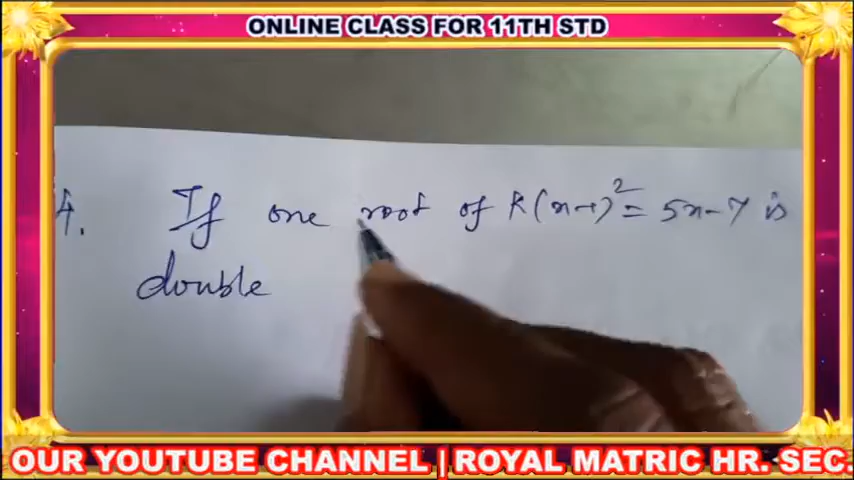 ONLINE CLASS FOR 11TH STD
4. If one root of k(x-1)² = 5x-7 is
double
OUR YOUTUBE CHANNEL | ROYAL MATRIC HR. SEC.